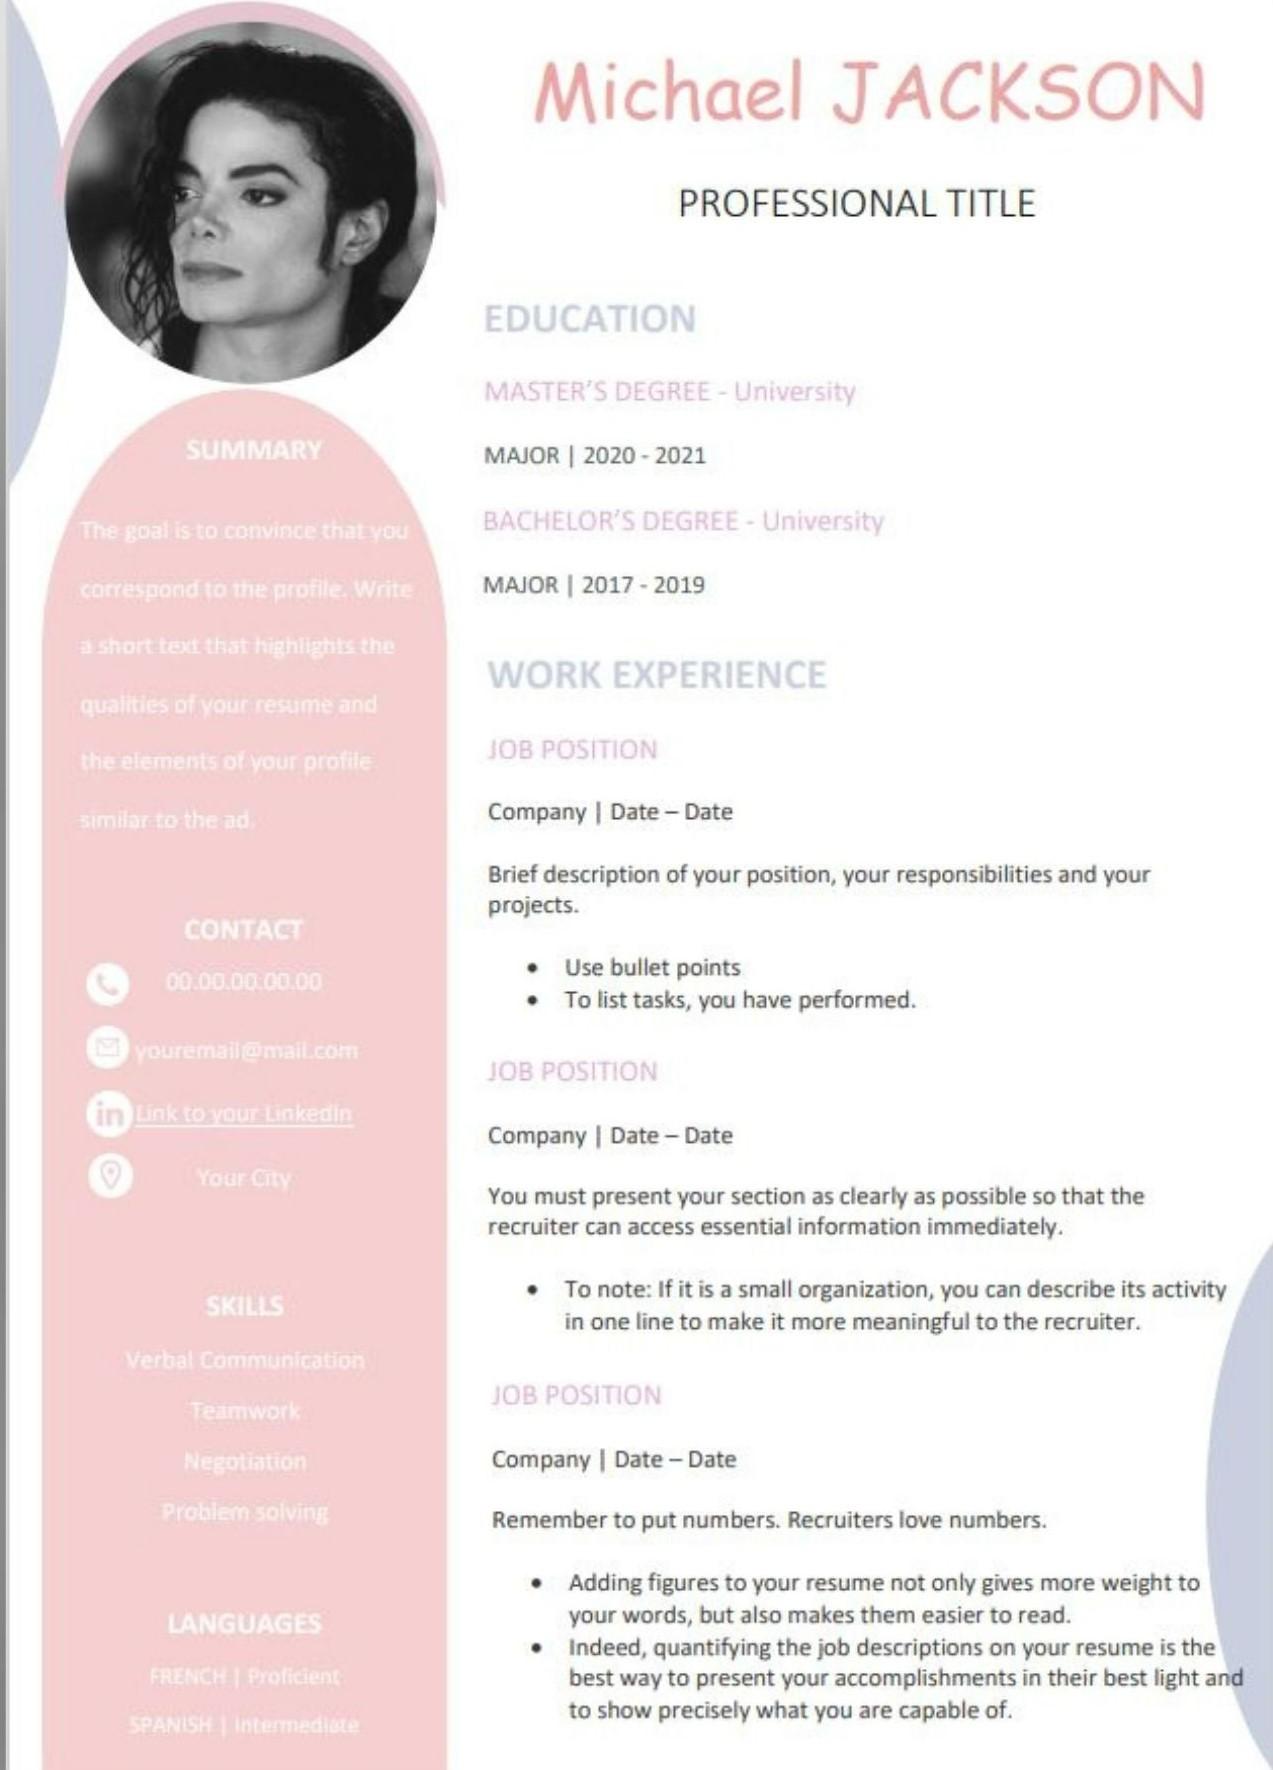 Michael JACKSON
PROFESSIONAL TITLE
SUMMARY
The goal is to convince that you
correspond to the profile. Write
a short text that highlights the
qualities of your resume and
the elements of your profile
similar to the ad.
CONTACT
00.00.00.00.00
youremail@mail.com
in Link to your LinkedIn
Your City
SKILLS
Verbal Communication
Teamwork
Negotiation
Problem solving
LANGUAGES
FRENCH | Proficient
SPANISH | Intermediate
EDUCATION
MASTER'S DEGREE - University
MAJOR | 2020 - 2021
BACHELOR'S DEGREE - University
MAJOR | 2017 - 2019
WORK EXPERIENCE
JOB POSITION
Company | Date – Date
Brief description of your position, your responsibilities and your
projects.
• Use bullet points
• To list tasks, you have performed.
JOB POSITION
Company | Date – Date
You must present your section as clearly as possible so that the
recruiter can access essential information immediately.
• To note: If it is a small organization, you can describe its activity
in one line to make it more meaningful to the recruiter.
JOB POSITION
Company | Date – Date
Remember to put numbers. Recruiters love numbers.
• Adding figures to your resume not only gives more weight to
your words, but also makes them easier to read.
• Indeed, quantifying the job descriptions on your resume is the
best way to present your accomplishments in their best light and
to show precisely what you are capable of.